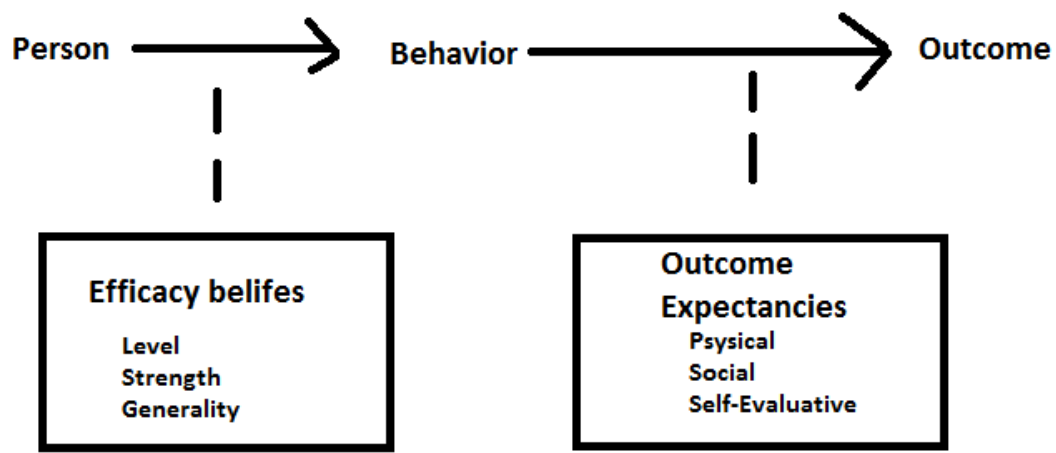 Person
Behavior
Outcome
Efficacy belifes
Level
Strength
Generality
Outcome
Expectancies
Psysical
Social
Self-Evaluative